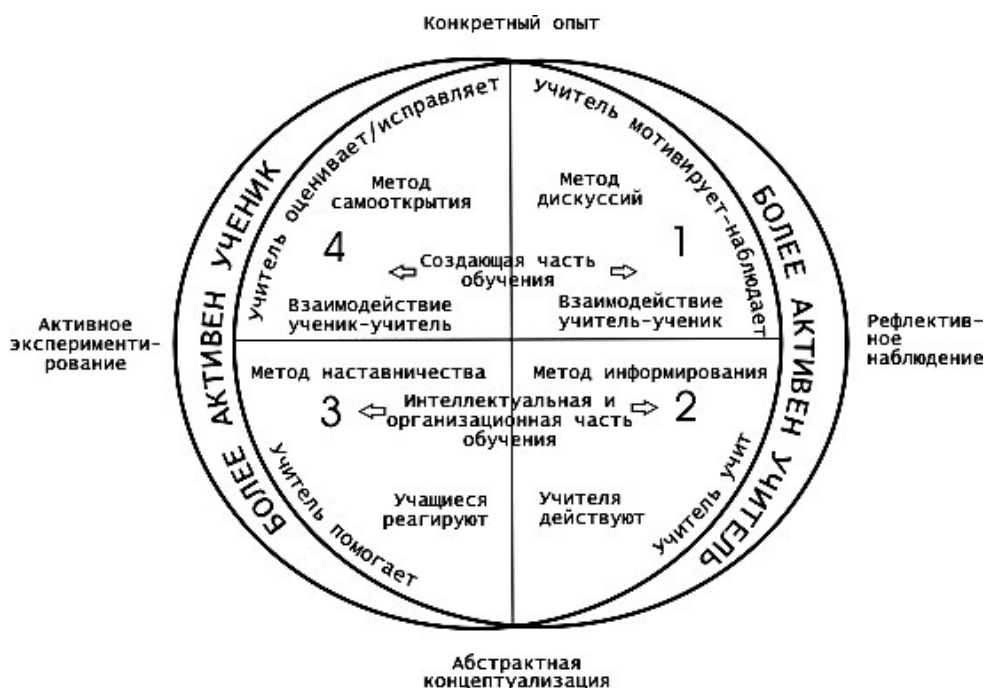 Конкретный опыт
Учитель оценивает/исправляет
Учитель мотивирует-наблюдает
БОЛЕЕ АКТИВЕН УЧЕНИК
БОЛЕЕ АКТИВЕН УЧИТЕЛЬ
Метод
самооткрытия
Метод
дискуссий
4
1
Создающая часть
обучения
Взаимодействие
ученик-учитель
Взаимодействие
учитель-ученик
Активное
эксперименти-
рование
Рефлектив-
ное
наблюдение
Метод наставничества
Метод информирования
3
2
Интеллектуальная и
организационная часть
обучения
Учащиеся
реагируют
Учителя
действуют
Учитель помогает
Учитель учит
Абстрактная
концептуализация